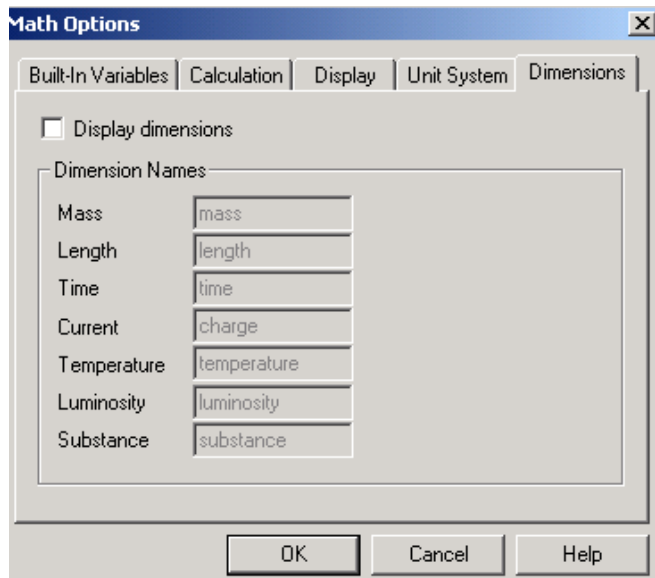 Math Options
Built-In Variables Calculation Display Unit System Dimensions
Display dimensions
Dimension Names
Mass mass
Length length
Time time
Current charge
Temperature temperature
Luminosity luminosity
Substance substance
OK Cancel Help